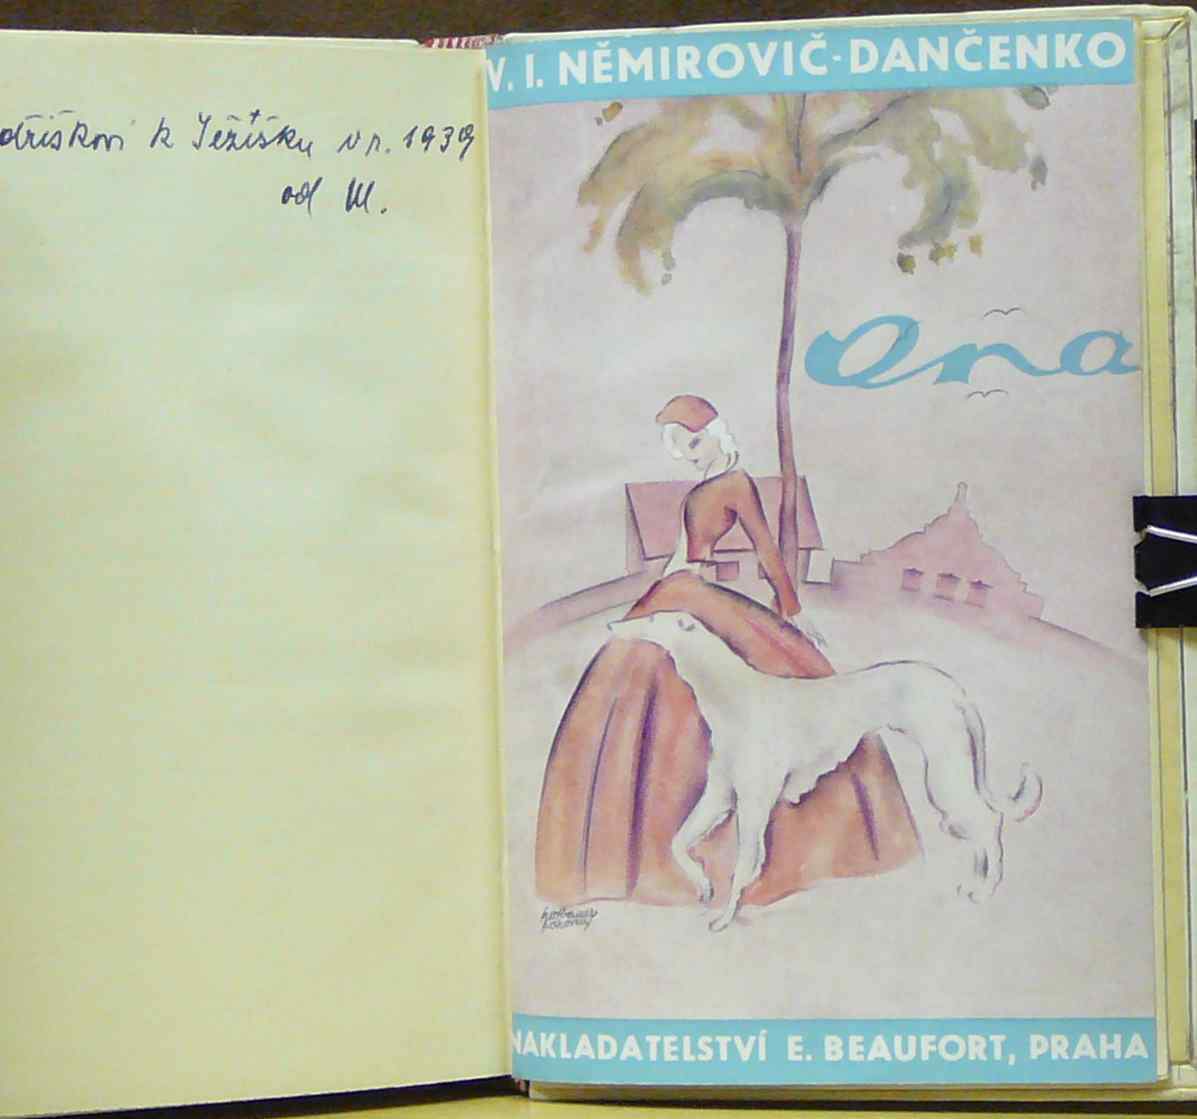 k Ježíšku v r. 1939
od M.
V. I. NĚMIROVIČ-DANČENKO
Ona
NAKLADATELSTVÍ E. BEAUFORT, PRAHA